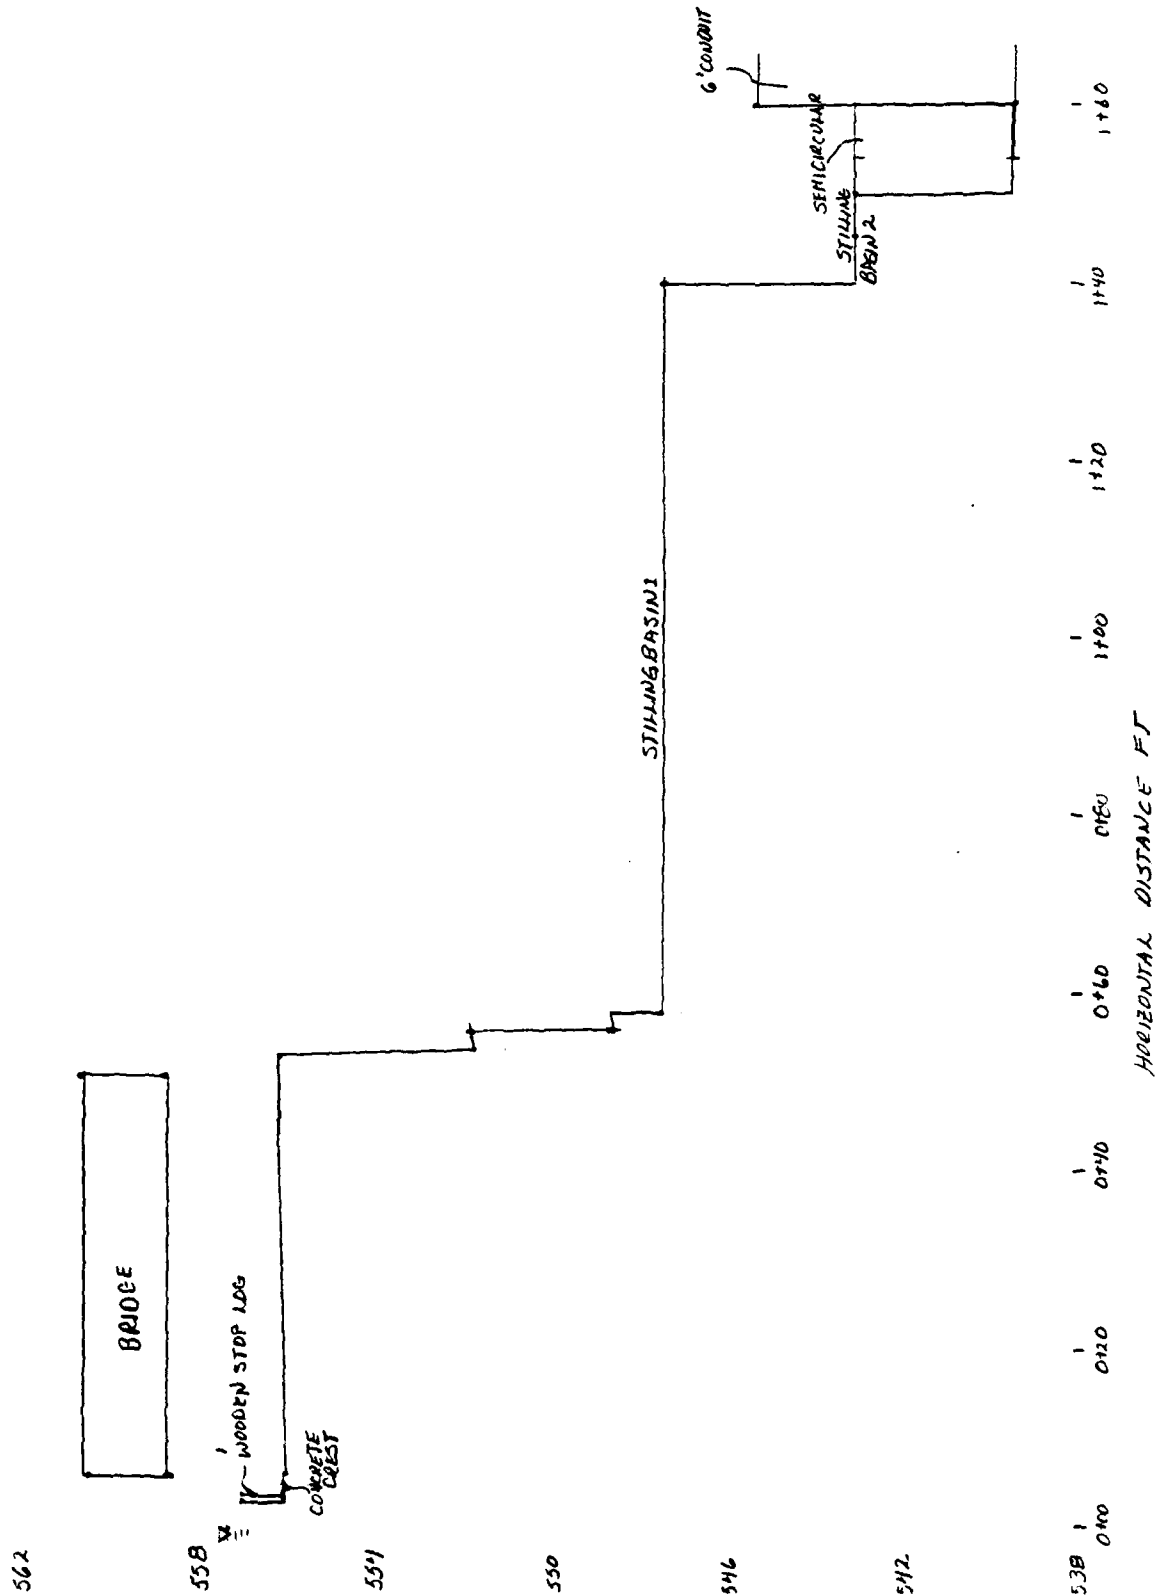 562
558
554
550
546
542
538
BRIDGE
1' WOODEN STOP LOG
CONCRETE
CREST
STILLING BASIN 1
STILLING
BASIN 2
SEMICIRCULAR
6' CONDUIT
0+00
0+20
0+40
0+60
0+80
1+00
1+20
1+40
1+60
HORIZONTAL DISTANCE FT